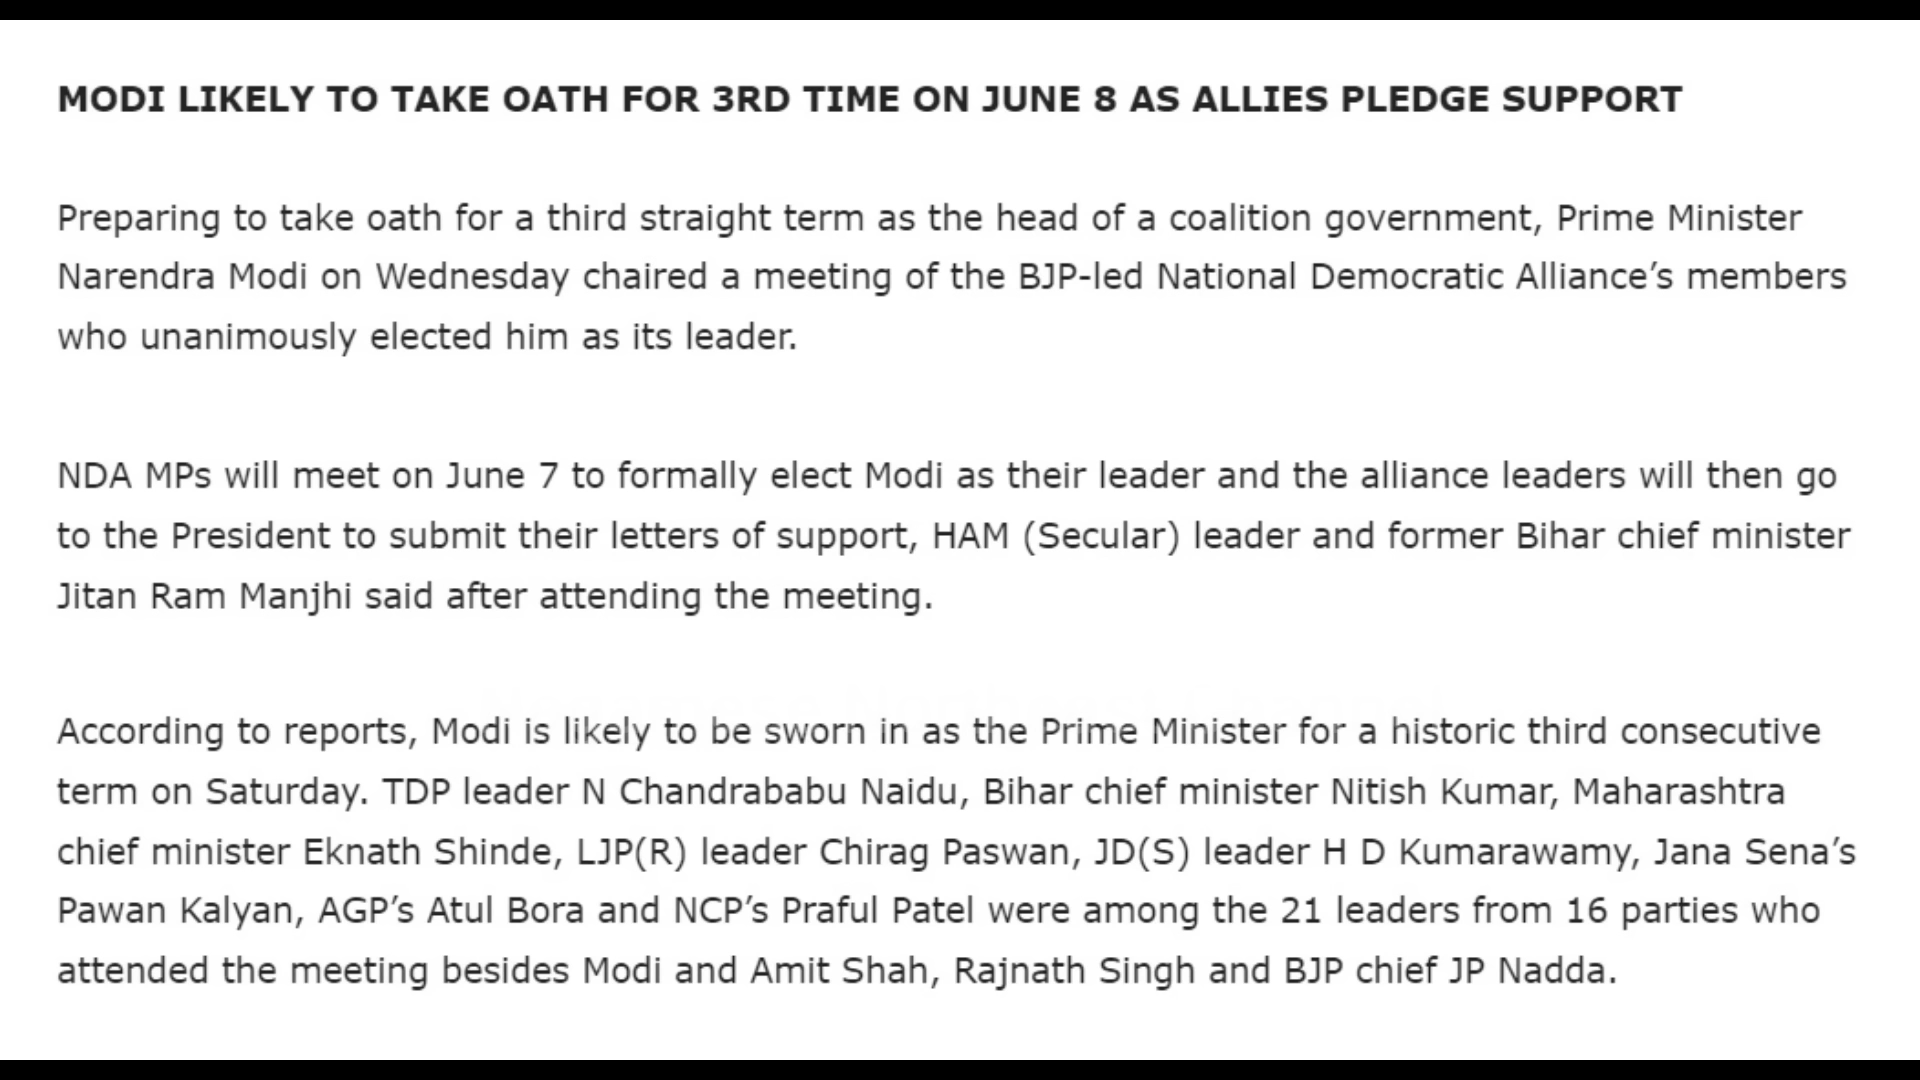 MODI LIKELY TO TAKE OATH FOR 3RD TIME ON JUNE 8 AS ALLIES PLEDGE SUPPORT
Preparing to take oath for a third straight term as the head of a coalition government, Prime Minister
Narendra Modi on Wednesday chaired a meeting of the BJP-led National Democratic Alliance’s members
who unanimously elected him as its leader.
NDA MPs will meet on June 7 to formally elect Modi as their leader and the alliance leaders will then go
to the President to submit their letters of support, HAM (Secular) leader and former Bihar chief minister
Jitan Ram Manjhi said after attending the meeting.
According to reports, Modi is likely to be sworn in as the Prime Minister for a historic third consecutive
term on Saturday. TDP leader N Chandrababu Naidu, Bihar chief minister Nitish Kumar, Maharashtra
chief minister Eknath Shinde, LJP(R) leader Chirag Paswan, JD(S) leader H D Kumarawamy, Jana Sena’s
Pawan Kalyan, AGP’s Atul Bora and NCP’s Praful Patel were among the 21 leaders from 16 parties who
attended the meeting besides Modi and Amit Shah, Rajnath Singh and BJP chief JP Nadda.